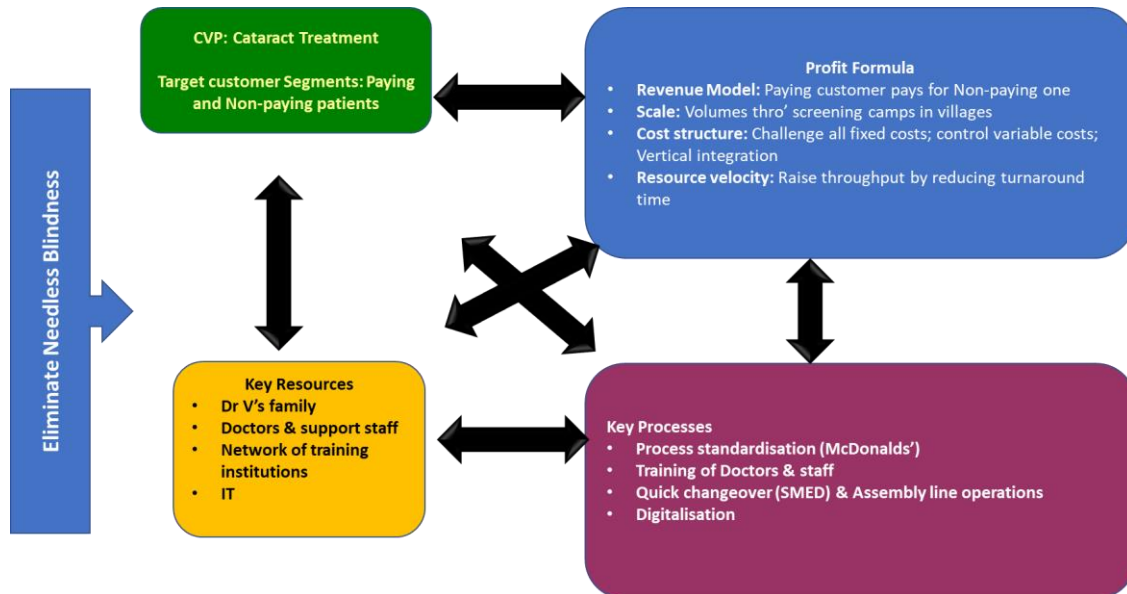 Eliminate Needless Blindness
CVP: Cataract Treatment
Target customer Segments: Paying
and Non-paying patients
Profit Formula
• Revenue Model: Paying customer pays for Non-paying one
• Scale: Volumes thro’ screening camps in villages
• Cost structure: Challenge all fixed costs; control variable costs;
Vertical integration
• Resource velocity: Raise throughput by reducing turnaround
time
Key Resources
• Dr V’s family
• Doctors & support staff
• Network of training
institutions
• IT
Key Processes
• Process standardisation (McDonalds’)
• Training of Doctors & staff
• Quick changeover (SMED) & Assembly line operations
• Digitalisation